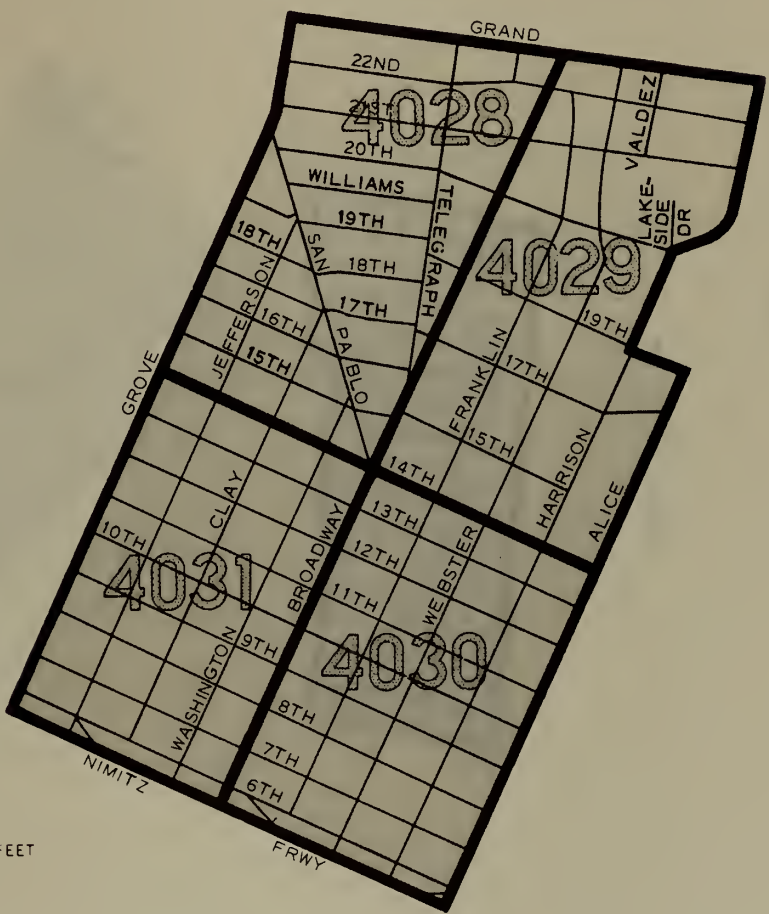 GRAND
22ND
21ST
4028
VALDEZ
20TH
WILLIAMS
TELEGRAPH
LAKE-
SIDE
DR
19TH
18TH
SAN
18TH
4029
JEFFERSON
17TH
19TH
16TH
PABLO
FRANKLIN
17TH
15TH
GROVE
15TH
14TH
HARRISON
ALICE
CLAY
13TH
10TH
BROADWAY
12TH
WEBSTER
4031
11TH
9TH
4030
WASHINGTON
8TH
7TH
NIMITZ
6TH
FEET
FRWY